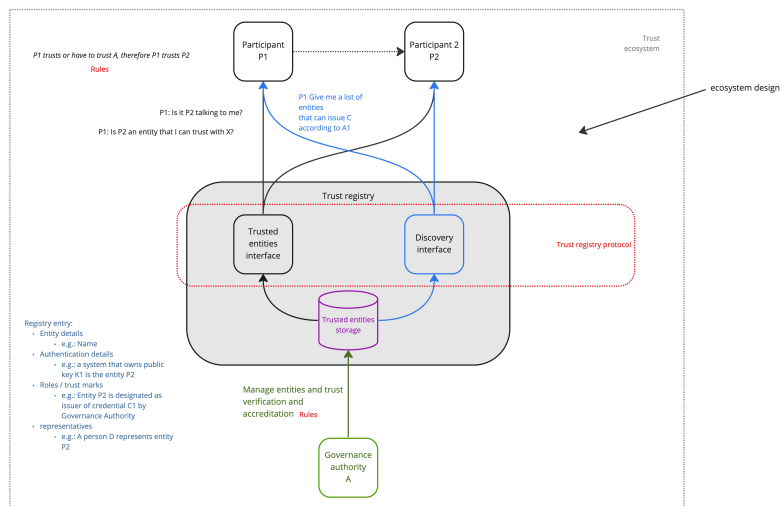 Participant
P1
Participant 2
P2
Trust
ecosystem
P1 trusts or have to trust A, therefore P1 trusts P2
Rules
ecosystem design
P1 Give me a list of
entities
that can issue C
according to A1
P1: Is it P2 talking to me?
P1: Is P2 an entity that I can trust with X?
Trust registry
Trusted
entities
interface
Discovery
interface
Trust registry protocol
Trusted entities
storage
Registry entry:
• Entity details
• e.g.: Name
• Authentication details
• e.g.: a system that owns public
key K1 is the entity P2
• Roles / trust marks
• e.g.: Entity P2 is designated as
issuer of credential C1 by
Governance Authority
• representatives
• e.g.: A person D represents entity
P2
Manage entities and trust
verification and
accreditation Rules
Governance
authority
A